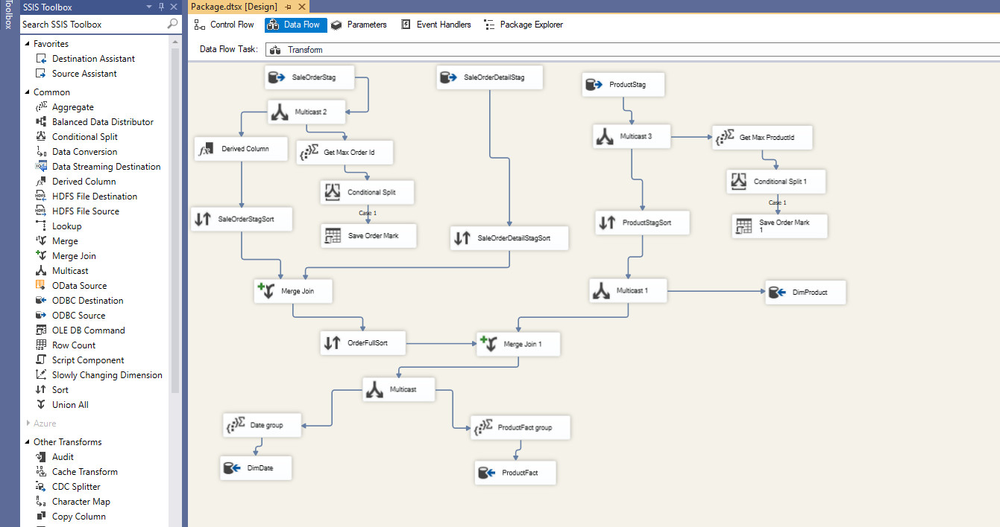 Toolbox
SSIS Toolbox
Search SSIS Toolbox
Favorites
Destination Assistant
Source Assistant
Common
Aggregate
Balanced Data Distributor
Conditional Split
Data Conversion
Data Streaming Destination
Derived Column
HDFS File Destination
HDFS File Source
Lookup
Merge
Merge Join
Multicast
OData Source
ODBC Destination
ODBC Source
OLE DB Command
Row Count
Script Component
Slowly Changing Dimension
Sort
Union All
Azure
Other Transforms
Audit
Cache Transform
CDC Splitter
Character Map
Copy Column
Package.dtsx [Design]
Control Flow
Data Flow
Parameters
Event Handlers
Package Explorer
Data Flow Task:
Transform
SaleOrderStag
SaleOrderDetailStag
ProductStag
Multicast 2
Multicast 3
Get Max ProductId
Derived Column
Get Max Order Id
Conditional Split
Conditional Split 1
Case 1
Case 1
SaleOrderStagSort
Save Order Mark
SaleOrderDetailStagSort
ProductStagSort
Save Order Mark
1
Merge Join
Multicast 1
DimProduct
OrderFullSort
Merge Join 1
Multicast
Date group
ProductFact group
DimDate
ProductFact